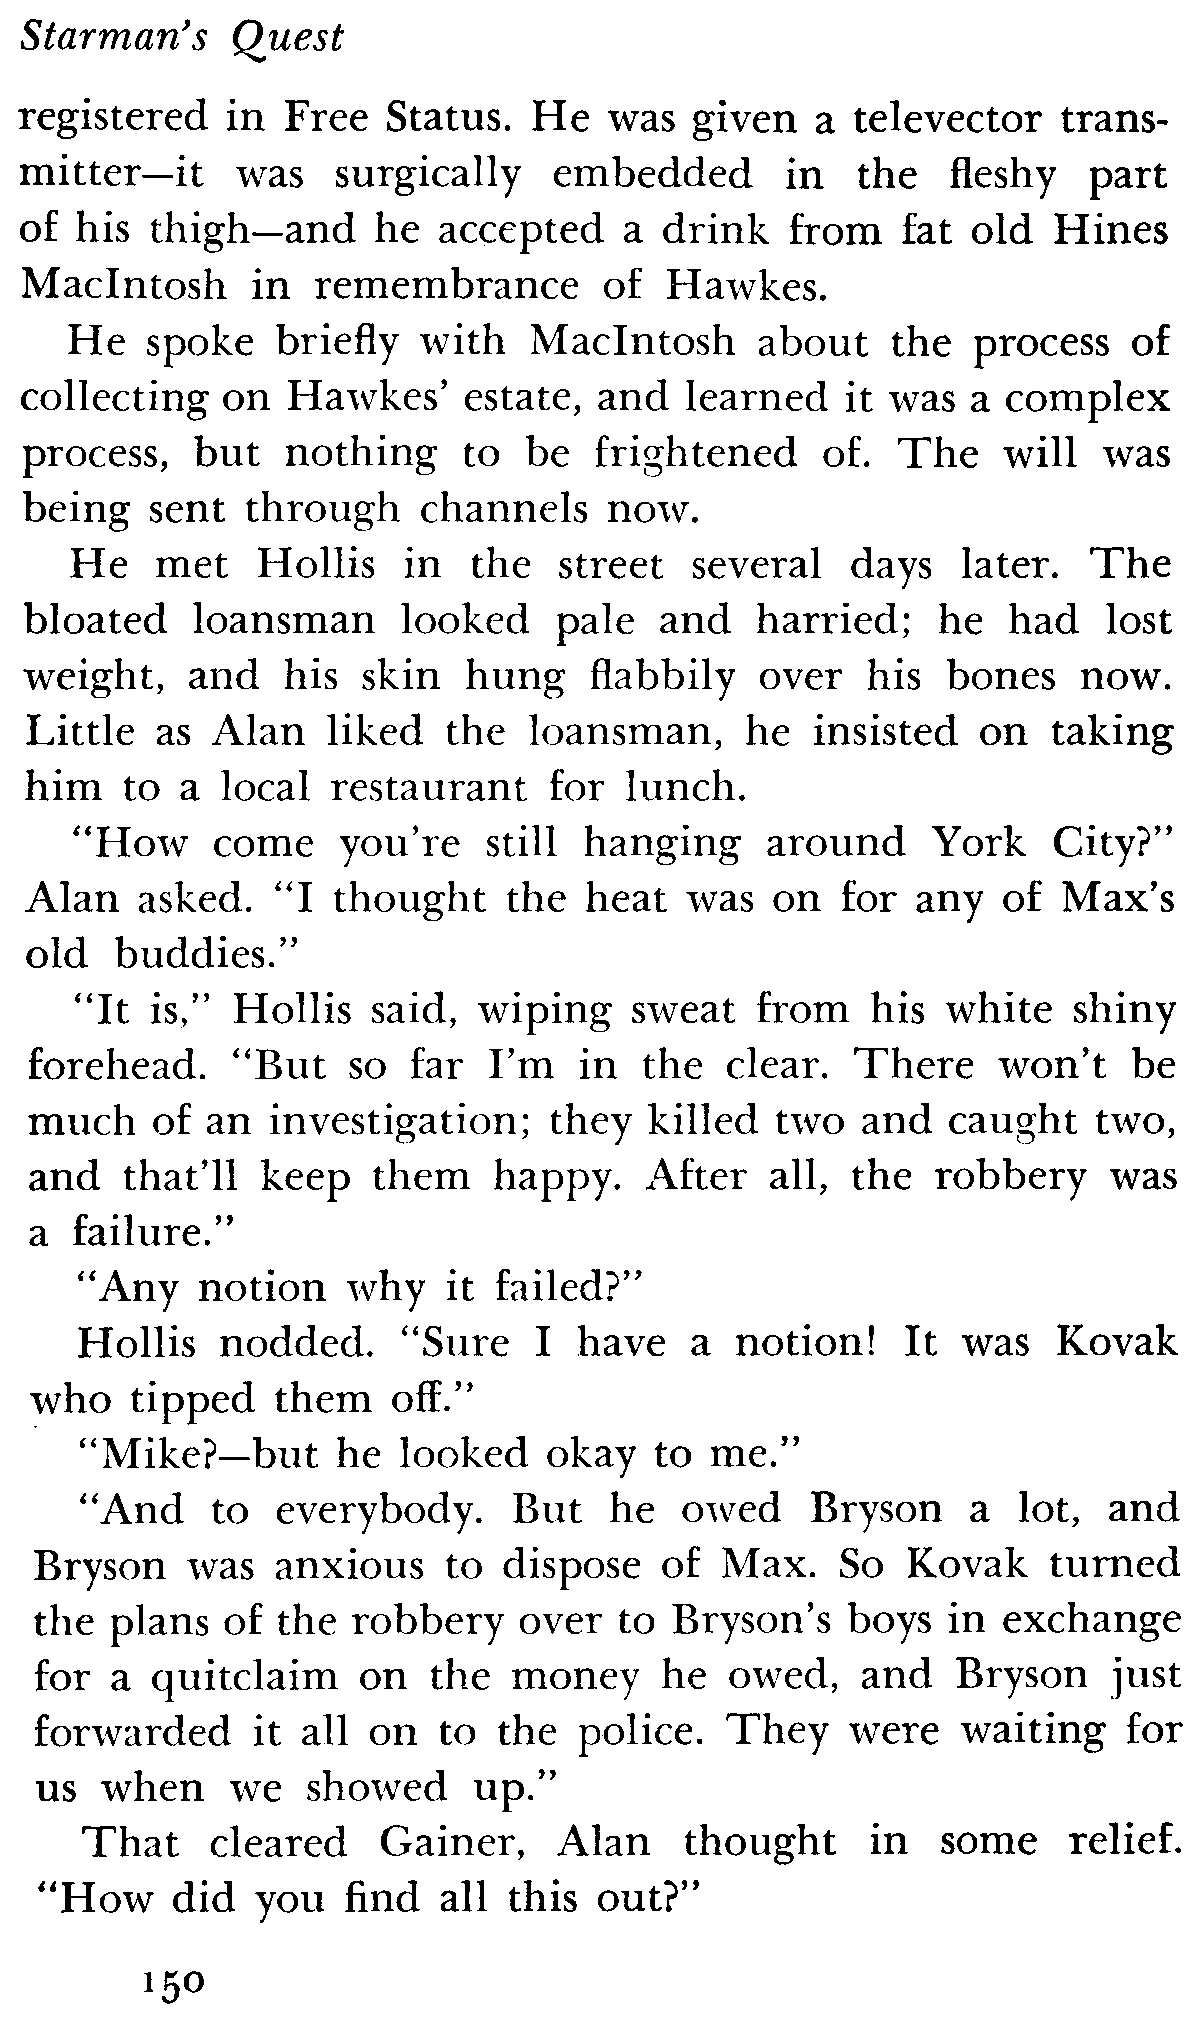 Starman's Quest
registered in Free Status. He was given a televector trans-
mitter—it was surgically embedded in the fleshy part
of his thigh—and he accepted a drink from fat old Hines
MacIntosh in remembrance of Hawkes.
He spoke briefly with MacIntosh about the process of
collecting on Hawkes’ estate, and learned it was a complex
process, but nothing to be frightened of. The will was
being sent through channels now.
He met Hollis in the street several days later. The
bloated loansman looked pale and harried; he had lost
weight, and his skin hung flabbily over his bones now.
Little as Alan liked the loansman, he insisted on taking
him to a local restaurant for lunch.
“How come you’re still hanging around York City?”
Alan asked. “I thought the heat was on for any of Max’s
old buddies.”
“It is,” Hollis said, wiping sweat from his white shiny
forehead. “But so far I’m in the clear. There won’t be
much of an investigation; they killed two and caught two,
and that’ll keep them happy. After all, the robbery was
a failure.”
“Any notion why it failed?”
Hollis nodded. “Sure I have a notion! It was Kovak
who tipped them off.”
“Mike?—but he looked okay to me.”
“And to everybody. But he owed Bryson a lot, and
Bryson was anxious to dispose of Max. So Kovak turned
the plans of the robbery over to Bryson’s boys in exchange
for a quitclaim on the money he owed, and Bryson just
forwarded it all on to the police. They were waiting for
us when we showed up.”
That cleared Gainer, Alan thought in some relief.
“How did you find all this out?”
150